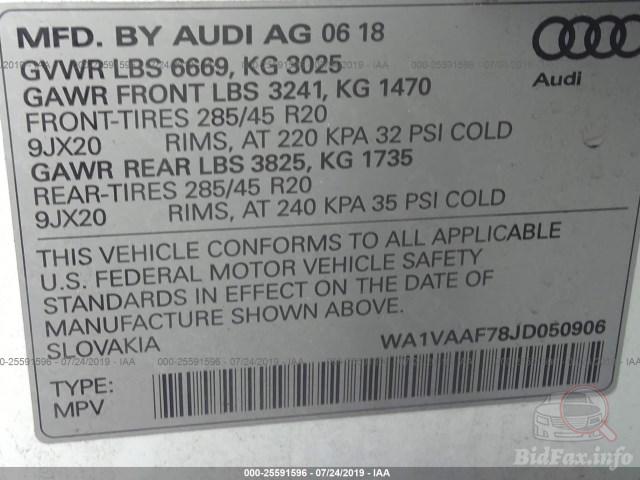 MFD. BY AUDI AG 06 18
GVWR LBS 6669, KG 3025
Audi
GAWR FRONT LBS 3241, KG 1470
FRONT-TIRES 285/45 R20
9JX20 RIMS, AT 220 KPA 32 PSI COLD
GAWR REAR LBS 3825, KG 1735
REAR-TIRES 285/45 R20
9JX20 RIMS, AT 240 KPA 35 PSI COLD
THIS VEHICLE CONFORMS TO ALL APPLICABLE
U.S. FEDERAL MOTOR VEHICLE SAFETY
STANDARDS IN EFFECT ON THE DATE OF
MANUFACTURE SHOWN ABOVE.
SLOVAKIA WA1VAAF78JD050906
TYPE:
MPV
000-25591596 - 07/24/2019 - IAA
BidFax.info